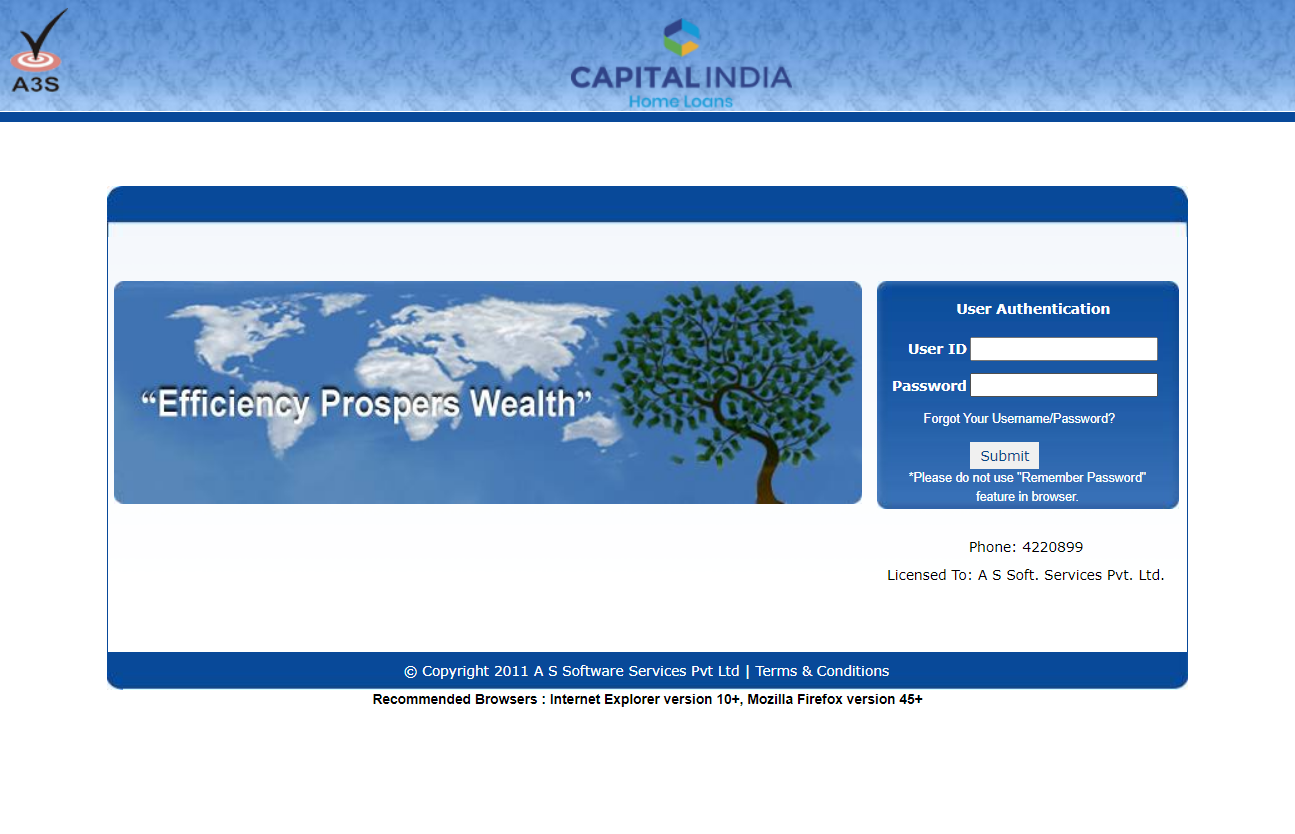 A3S
CAPITAL INDIA
Home Loans
User Authentication
User ID
Password
Forgot Your Username/Password?
Submit
*Please do not use "Remember Password"
feature in browser.
“Efficiency Prospers Wealth”
Phone: 4220899
Licensed To: A S Soft. Services Pvt. Ltd.
© Copyright 2011 A S Software Services Pvt Ltd | Terms & Conditions
Recommended Browsers : Internet Explorer version 10+, Mozilla Firefox version 45+